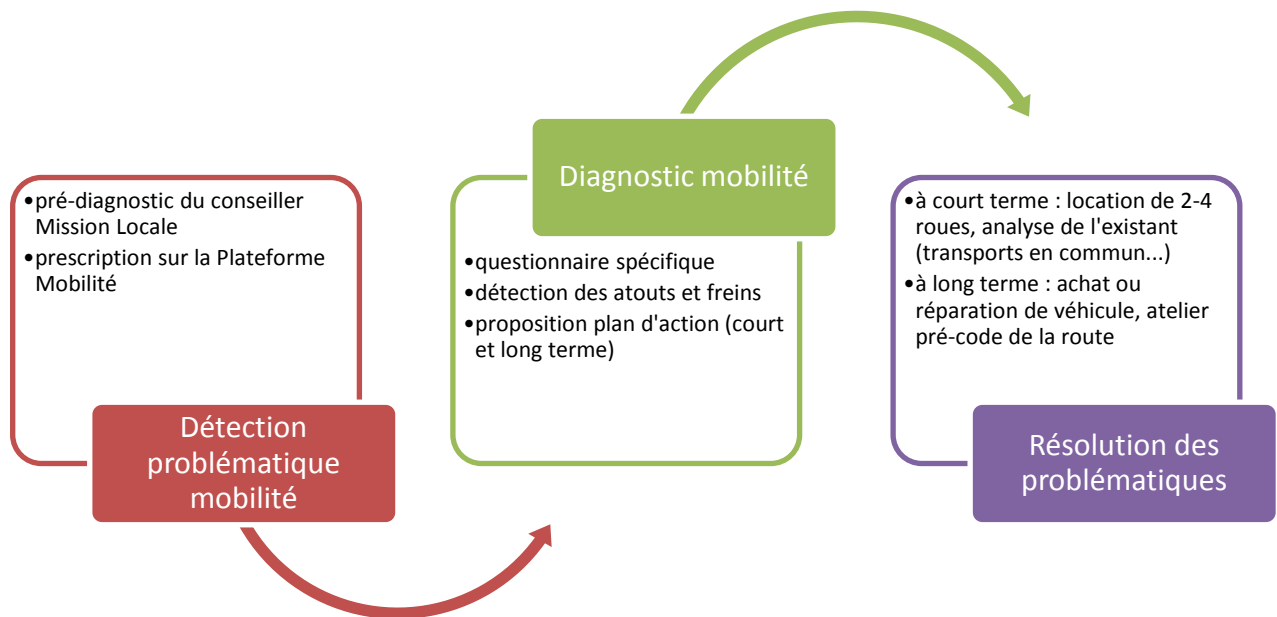 •pré-diagnostic du conseiller
Mission Locale
•prescription sur la Plateforme
Mobilité
Détection
problématique
mobilité
Diagnostic mobilité
•questionnaire spécifique
•détection des atouts et freins
•proposition plan d'action (court
et long terme)
•à court terme : location de 2-4
roues, analyse de l'existant
(transports en commun...)
•à long terme : achat ou
réparation de véhicule, atelier
pré-code de la route
Résolution des
problématiques